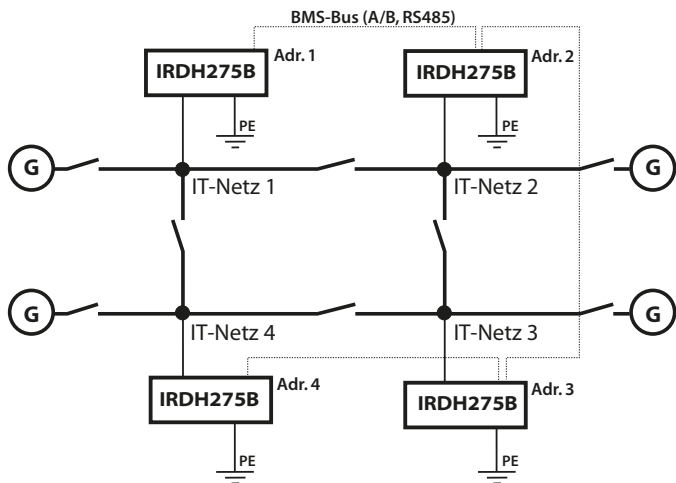 BMS-Bus (A/B, RS485)
IRDH275B
Adr. 1
IRDH275B
Adr. 2
PE
PE
G
G
IT-Netz 1
IT-Netz 2
G
G
IT-Netz 4
IT-Netz 3
IRDH275B
Adr. 4
IRDH275B
Adr. 3
PE
PE